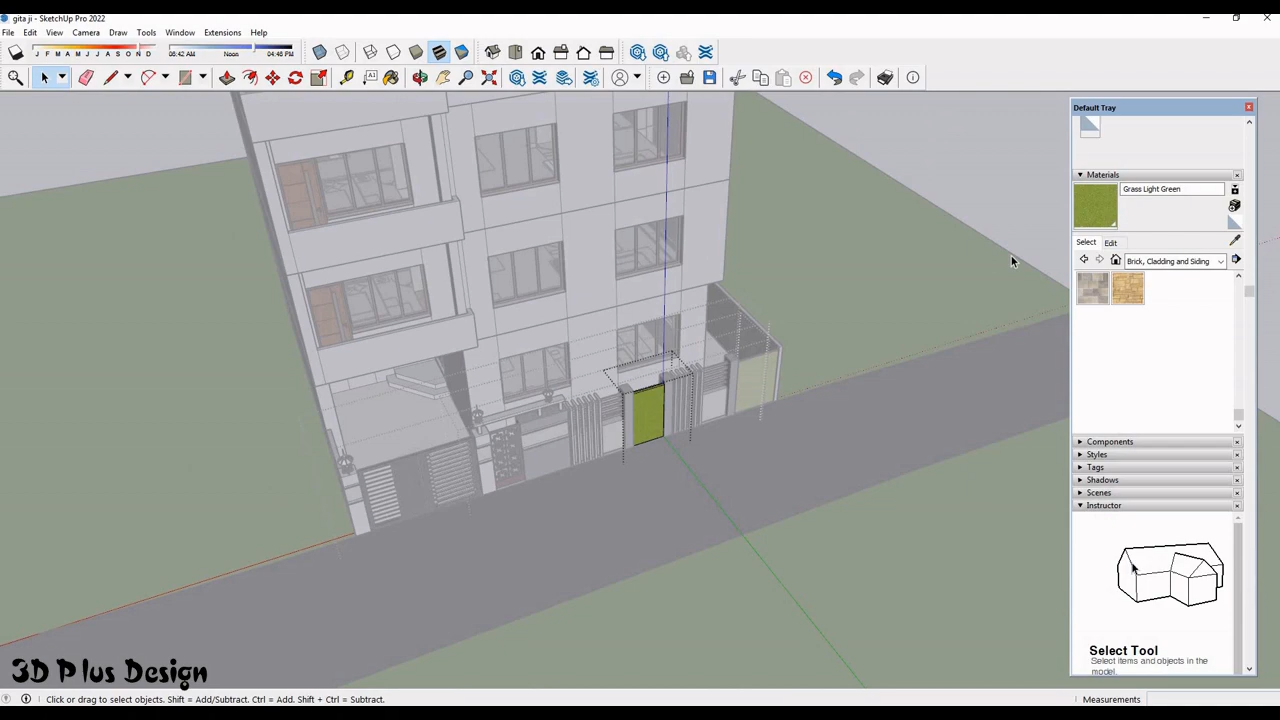 gita ji - SketchUp Pro 2022
File Edit View Camera Draw Tools Window Extensions Help
J F M A M J J A S O N D
06:42 AM Noon 04:46 PM
Default Tray
Materials
Grass Light Green
Select Edit
Brick, Cladding and Siding
Components
Styles
Tags
Shadows
Scenes
Instructor
Select Tool
Select items and objects in the
model.
3D Plus Design
Click or drag to select objects. Shift = Add/Subtract. Ctrl = Add. Shift + Ctrl = Subtract.
Measurements